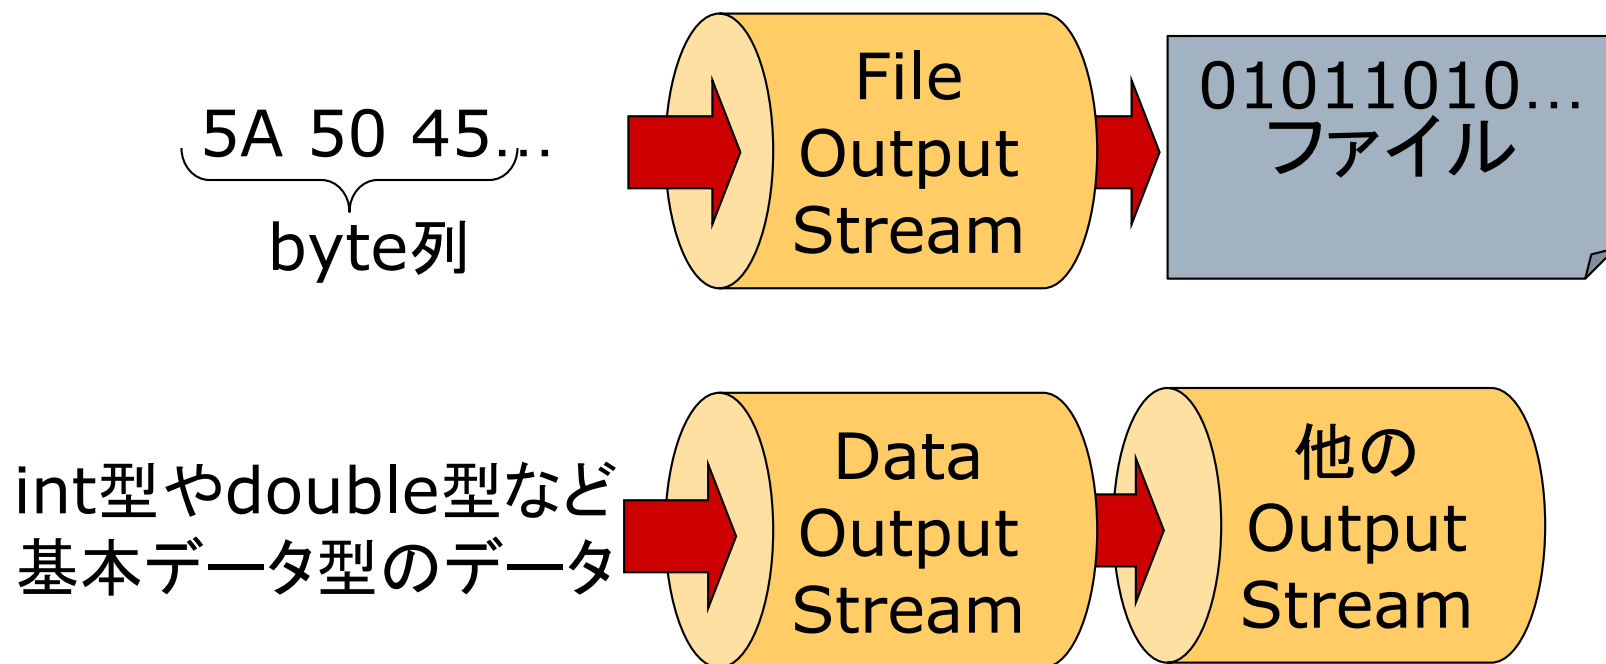 5A 50 45...
byte列
File
Output
Stream
01011010...
ファイル
int型やdouble型など
基本データ型のデータ
Data
Output
Stream
他の
Output
Stream